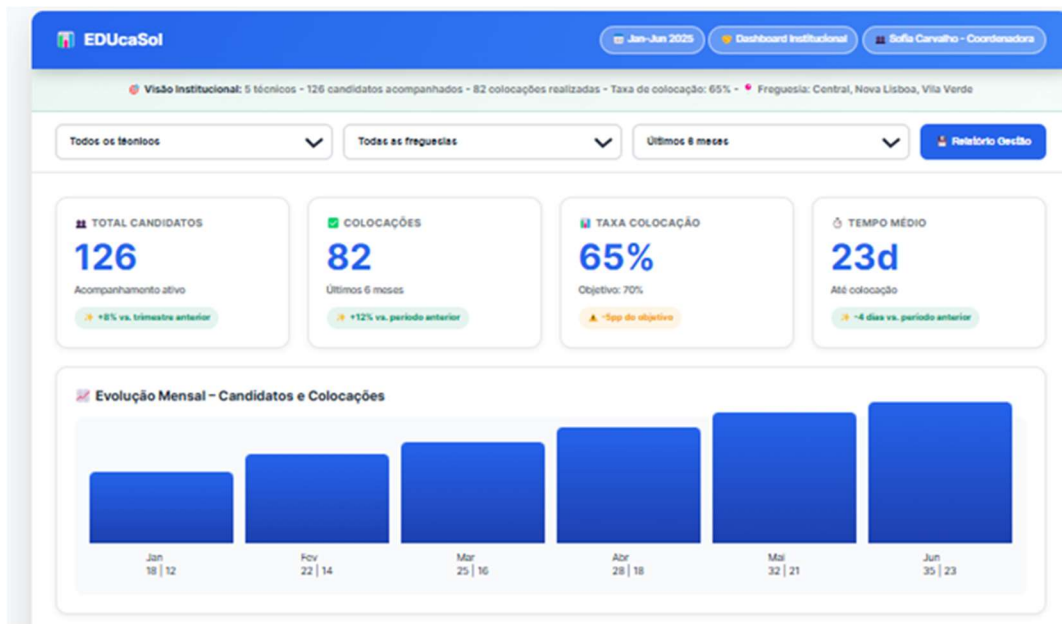 EDUcaSol
Jan-Jun 2025
Dashboard Institucional
Sofia Carvalho - Coordenadora
Visão Institucional: 5 técnicos - 126 candidatos acompanhados - 82 colocações realizadas - Taxa de colocação: 65% - Freguesia: Central, Nova Lisboa, Vila Verde
Todos os técnicos
Todas as freguesias
Últimos 6 meses
Relatório Gestão
TOTAL CANDIDATOS
126
Acompanhamento ativo
+8% vs. trimestre anterior
COLOCAÇÕES
82
Últimos 6 meses
+12% vs. período anterior
TAXA COLOCAÇÃO
65%
Objetivo: 70%
-5pp do objetivo
TEMPO MÉDIO
23d
Até colocação
-4 dias vs. período anterior
Evolução Mensal – Candidatos e Colocações
Jan
18 | 12
Fev
22 | 14
Mar
25 | 16
Abr
28 | 18
Mai
32 | 21
Jun
35 | 23